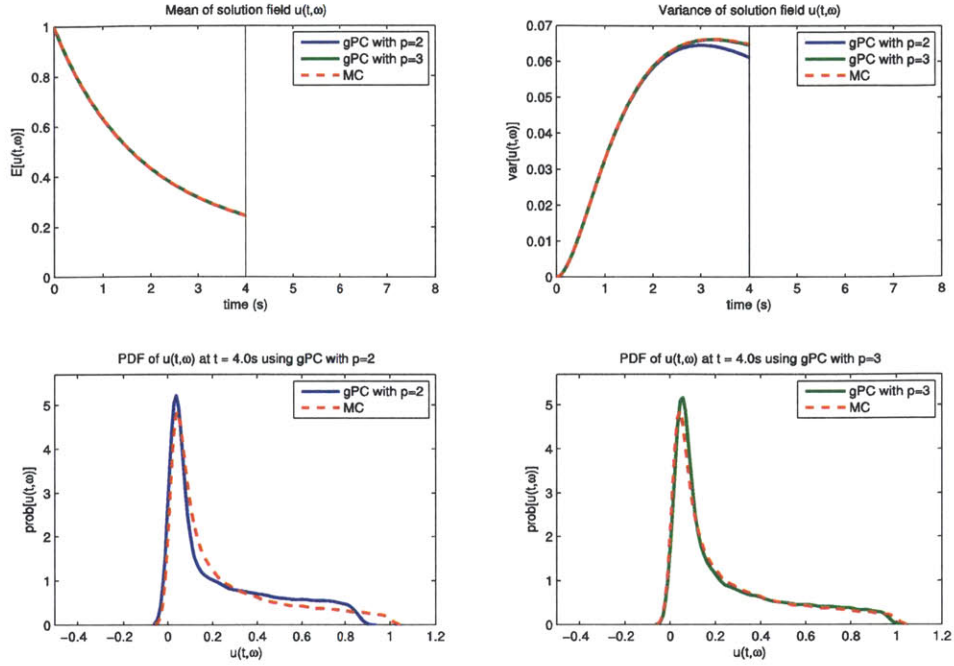 Mean of solution field u(t,ω)
gPC with p=2
gPC with p=3
MC
E[u(t,ω)]
1
0.8
0.6
0.4
0.2
0
0 1 2 3 4 5 6 7 8
time (s)
Variance of solution field u(t,ω)
gPC with p=2
gPC with p=3
MC
var[u(t,ω)]
0.07
0.06
0.05
0.04
0.03
0.02
0.01
0
0 1 2 3 4 5 6 7 8
time (s)
PDF of u(t,ω) at t = 4.0s using gPC with p=2
gPC with p=2
MC
prob[u(t,ω)]
5
4
3
2
1
0
−0.4 −0.2 0 0.2 0.4 0.6 0.8 1 1.2
u(t,ω)
PDF of u(t,ω) at t = 4.0s using gPC with p=3
gPC with p=3
MC
prob[u(t,ω)]
5
4
3
2
1
0
−0.4 −0.2 0 0.2 0.4 0.6 0.8 1 1.2
u(t,ω)